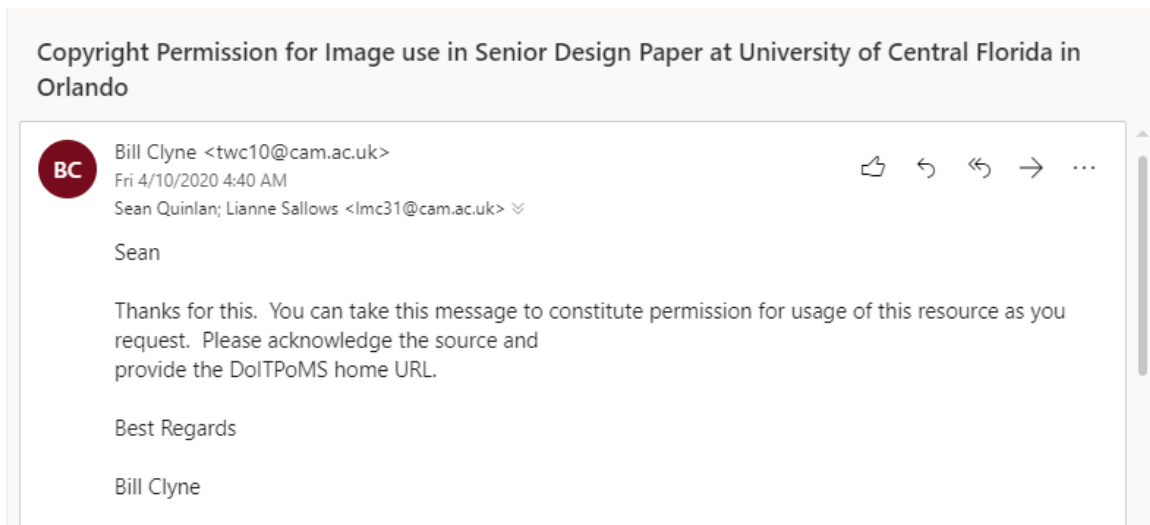 Copyright Permission for Image use in Senior Design Paper at University of Central Florida in
Orlando
BC
Bill Clyne <twc10@cam.ac.uk>
Fri 4/10/2020 4:40 AM
Sean Quinlan; Lianne Sallows <lmc31@cam.ac.uk>
Sean
Thanks for this.  You can take this message to constitute permission for usage of this resource as you
request.  Please acknowledge the source and
provide the DoITPoMS home URL.
Best Regards
Bill Clyne